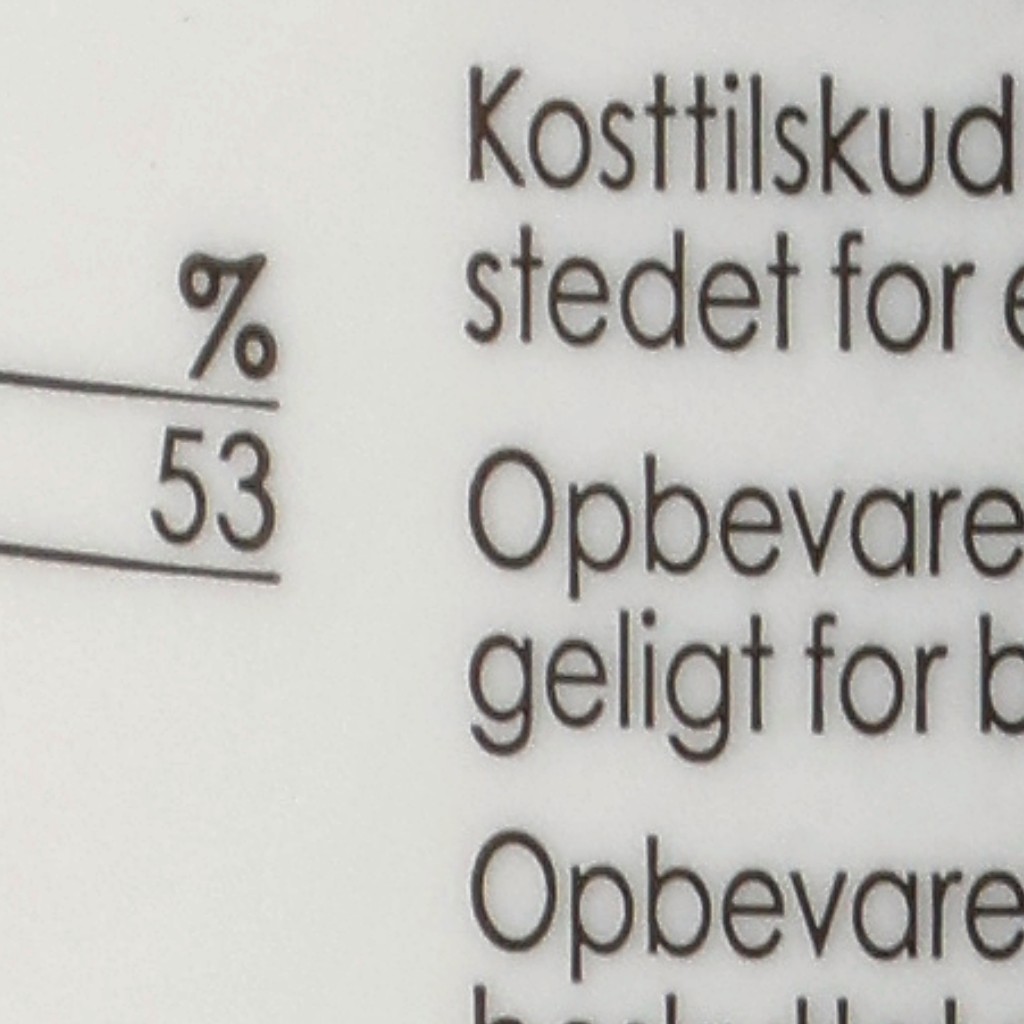 %
53
Kosttilskud
stedet for
Opbevare
geligt for
Opbevare